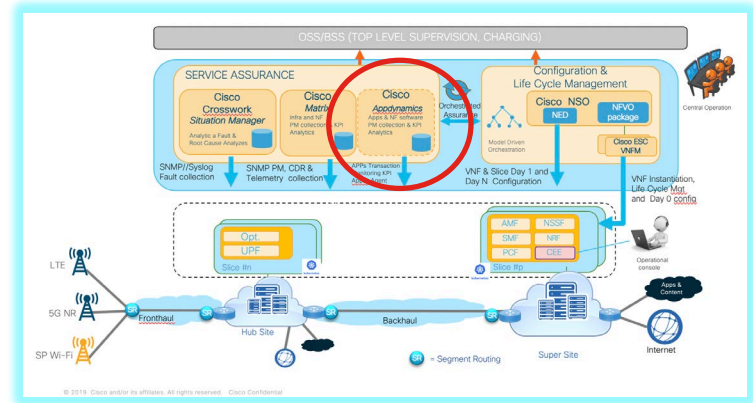 OSS/BSS (TOP LEVEL SUPERVISION, CHARGING)
SERVICE ASSURANCE
Cisco
Crosswork
Situation Manager
Analytic a Fault &
Root Cause Analyzes
Cisco
Matrix
Infra and NF
PM collection & KPI
Analytics
Cisco
Appdynamics
Apps & NF software
PM collection & KPI
Analytics
Orchestrated
Assurance
Configuration &
Life Cycle Management
Cisco NSO
NED
NFVO
package
Cisco ESC
VNFM
Model Driven
Orchestration
Central Operation
SNMP//Syslog
Fault collection
SNMP PM, CDR &
Telemetry collection
APPs Transaction
VNF & Slice Day 1 and
Day N Configuration
VNF Instantiation,
Life Cycle Mgt
and Day 0 config
Opt.
UPF
Slice #n
AMF
NSSF
SMF
NRF
PCF
CEE
Slice #p
Operational
console
LTE
5G NR
SP Wi-Fi
SR
Fronthaul
SR
Hub Site
SR
Backhaul
SR
Super Site
Apps &
Content
Internet
SR
= Segment Routing
© 2019 Cisco and/or its affiliates. All rights reserved. Cisco Confidential